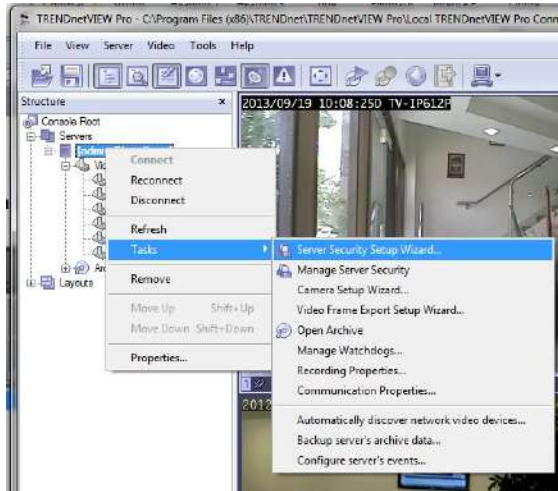 TRENDnetVIEW Pro - C:\Program Files (x86)\TRENDnet\TRENDnetVIEW Pro\Local TRENDnetVIEW Pro Conn
File View Server Video Tools Help
Structure x
2013/09/19 10:08:25D TV-IP612P
Console Root
Servers
Connect
Reconnect
Disconnect
Refresh
Tasks
Remove
Move Up Shift+Up
Move Down Shift+Down
Properties...
Layouts
Server Security Setup Wizard...
Manage Server Security
Camera Setup Wizard...
Video Frame Export Setup Wizard...
Open Archive
Manage Watchdogs...
Recording Properties...
Communication Properties...
Automatically discover network video devices...
Backup server's archive data...
Configure server's events...
1
2012